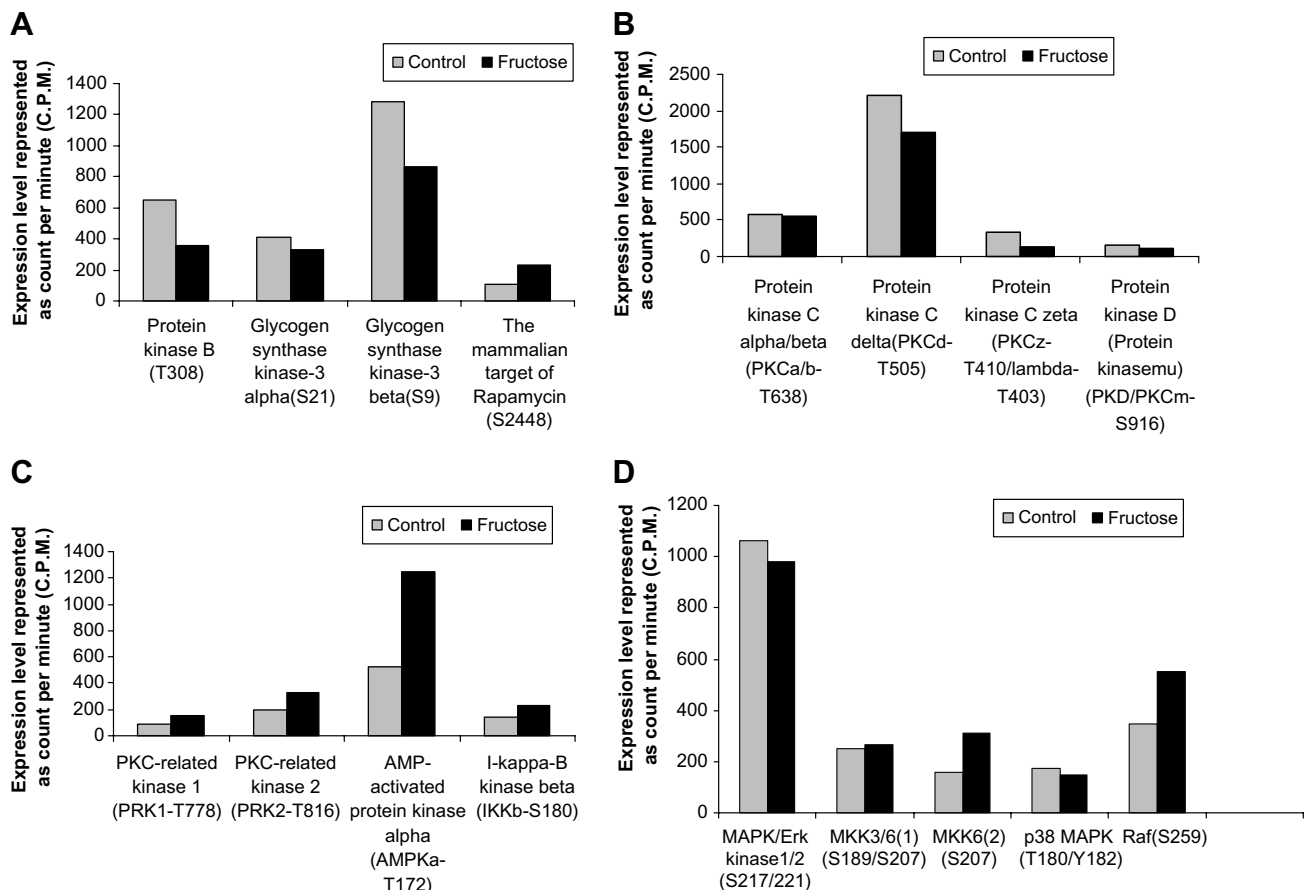 A
Control Fructose
Expression level represented
as count per minute (C.P.M.)
1400
1200
1000
800
600
400
200
0
Protein
kinase B
(T308)
Glycogen
synthase
kinase-3
alpha(S21)
Glycogen
synthase
kinase-3
beta(S9)
The
mammalian
target of
Rapamycin
(S2448)
B
Control Fructose
Expression level represented
as count per minute (C.P.M.)
2500
2000
1500
1000
500
0
Protein
kinase C
alpha/beta
(PKCa/b-
T638)
Protein
kinase C
delta(PKCd-
T505)
Protein
kinase C zeta
(PKCz-
T410/lambda-
T403)
Protein
kinase D
(Protein
kinasemu)
(PKD/PKCm-
S916)
C
Control Fructose
Expression level represented
as count per minute (C.P.M.)
1400
1200
1000
800
600
400
200
0
PKC-related
kinase 1
(PRK1-T778)
PKC-related
kinase 2
(PRK2-T816)
AMP-
activated
protein kinase
alpha
(AMPKa-
T172)
I-kappa-B
kinase beta
(IKKb-S180)
D
Control Fructose
Expression level represented
as count per minute (C.P.M.)
1200
1000
800
600
400
200
0
MAPK/Erk
kinase1/2
(S217/221)
MKK3/6(1)
(S189/S207)
MKK6(2)
(S207)
p38 MAPK
(T180/Y182)
Raf(S259)